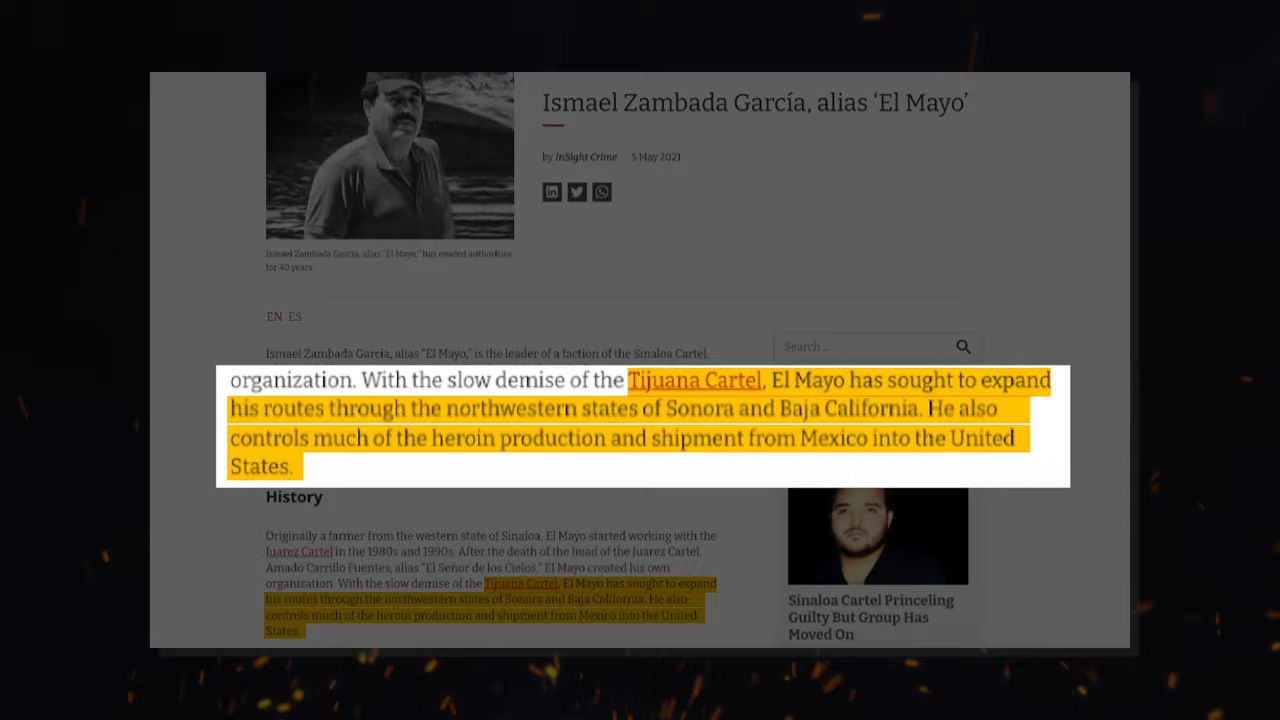 Ismael Zambada García, alias ‘El Mayo’
by InSight Crime 5 May 2021
Ismael Zambada García, alias "El Mayo," has evaded authorities
for 40 years
EN ES
Search ...
Ismael Zambada García, alias "El Mayo," is the leader of a faction of the Sinaloa Cartel.
organization. With the slow demise of the Tijuana Cartel, El Mayo has sought to expand
his routes through the northwestern states of Sonora and Baja California. He also
controls much of the heroin production and shipment from Mexico into the United
States.
History
Originally a farmer from the western state of Sinaloa, El Mayo started working with the
Juarez Cartel in the 1980s and 1990s. After the death of the head of the Juarez Cartel,
Amado Carrillo Fuentes, alias "El Señor de los Cielos," El Mayo created his own
organization. With the slow demise of the Tijuana Cartel, El Mayo has sought to expand
his routes through the northwestern states of Sonora and Baja California. He also
controls much of the heroin production and shipment from Mexico into the United
States.
Sinaloa Cartel Princeling
Guilty But Group Has
Moved On